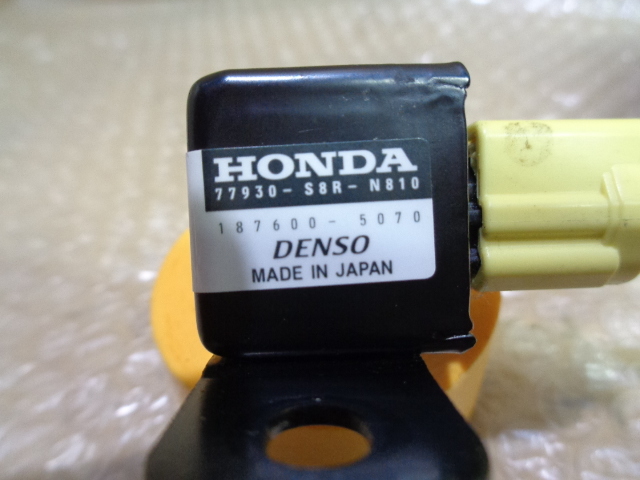 HONDA
77930-S8R-N810
187600-5070
DENSO
MADE IN JAPAN